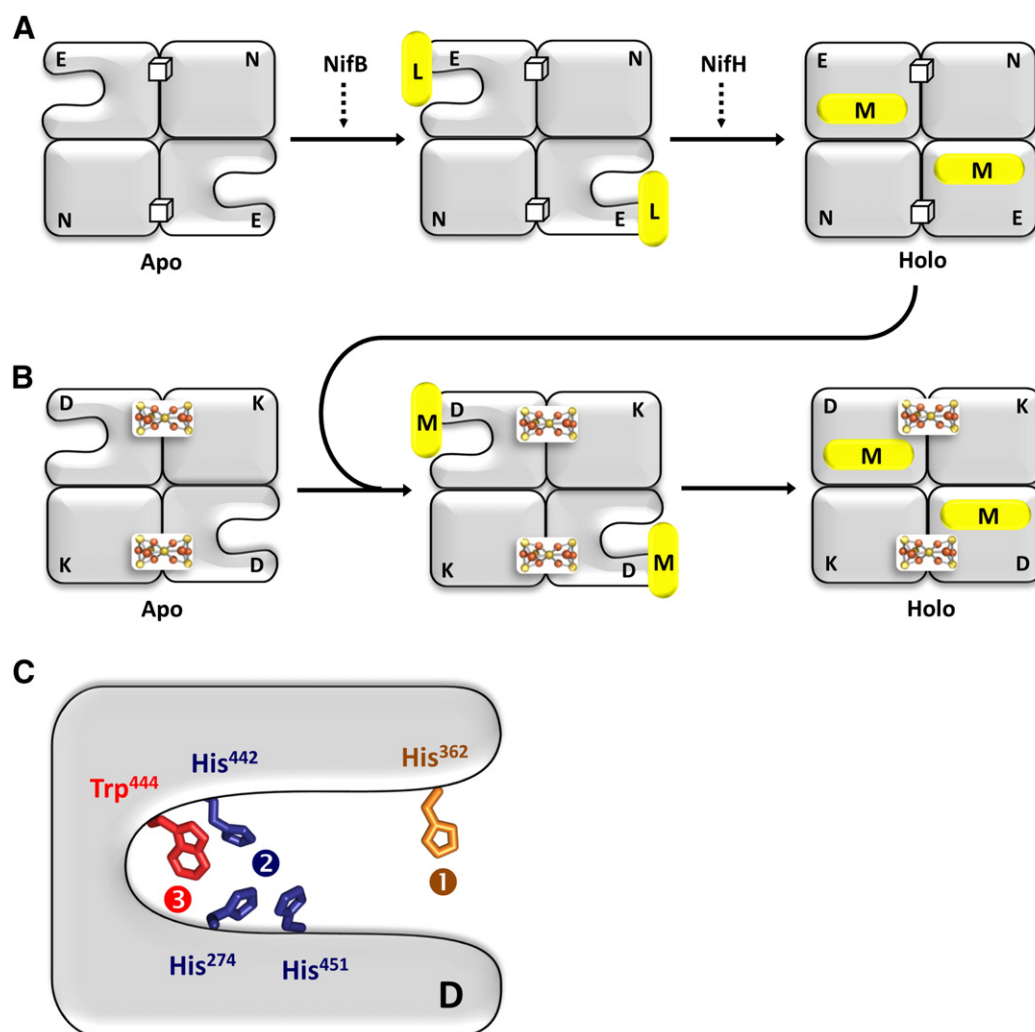 A
E N
N E
Apo
NifB
L E N
N E L
NifH
E N
M
M
N E
Holo
B
D K
K D
Apo
M D K
K D M
D K
M
M
K D
Holo
C
His442
His362
Trp444
2
1
3
His274
His451
D